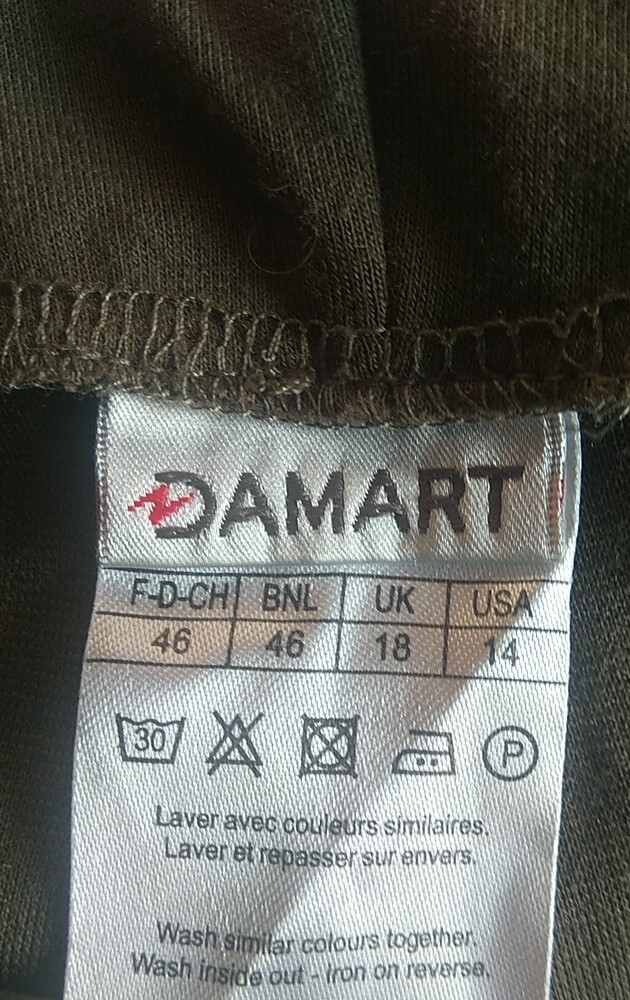 DAMART
F-D-CH BNL UK USA
46 46 18 14
30 P
Laver avec couleurs similaires.
Laver et repasser sur envers.
Wash similar colours together.
Wash inside out - Iron on reverse.